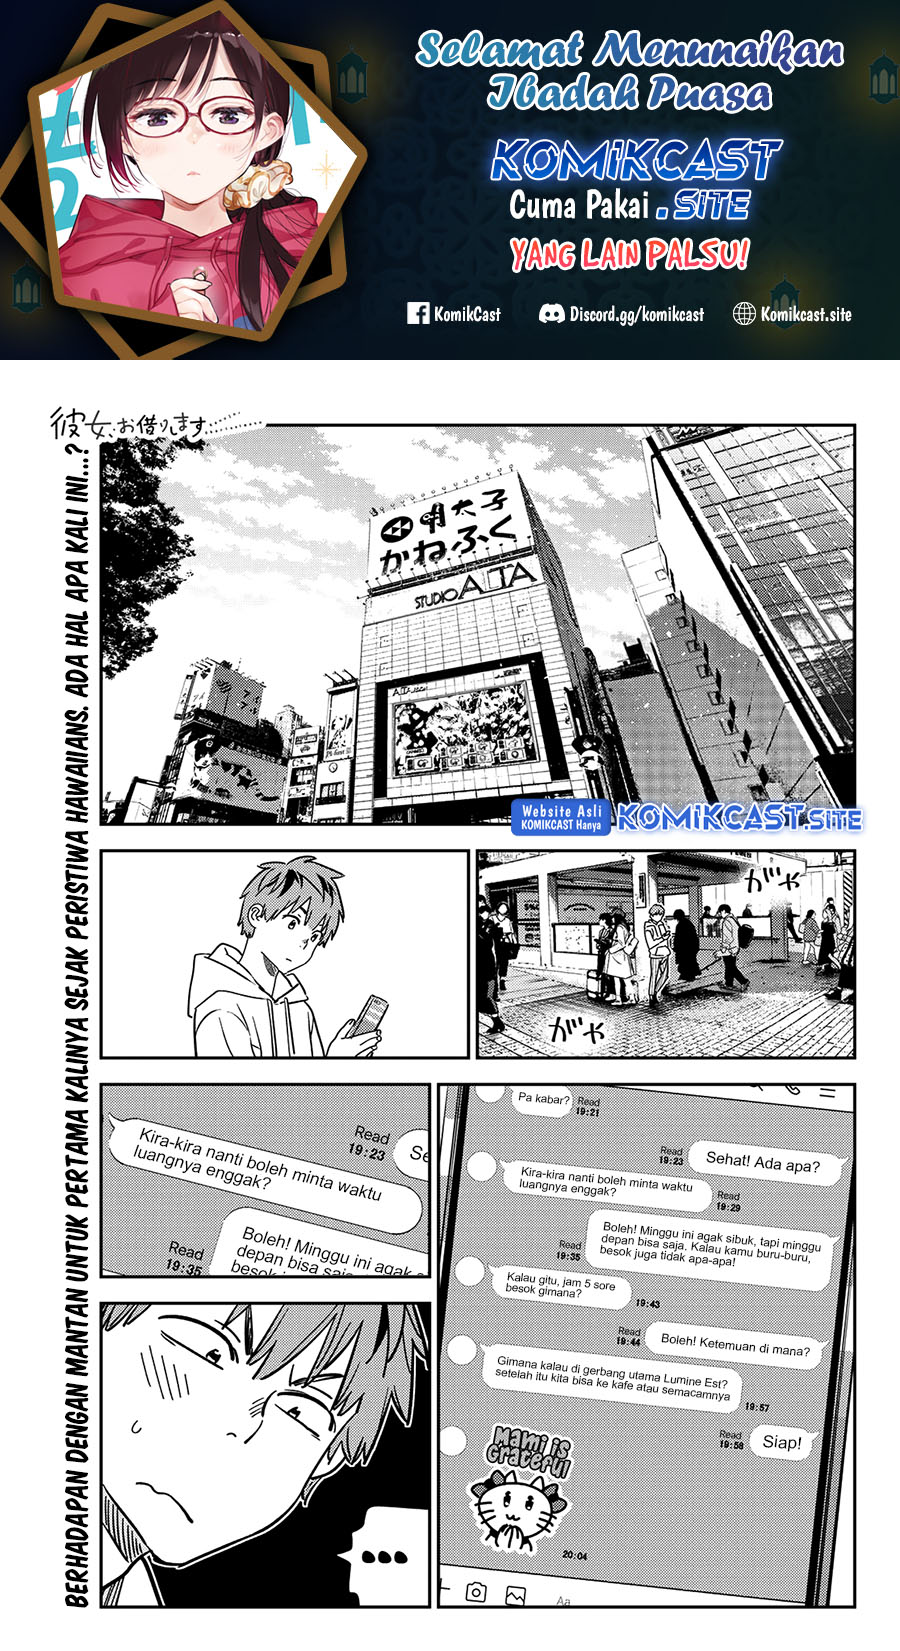 Selamat Menunaikan
Ibadah Puasa
KOMiKCAST
Cuma Pakai .SiTE
YANG LAIN PALSU!
KomikCast
Discord.gg/komikcast
Komikcast.site
彼女、お借りします
BERHADAPAN DENGAN MANTAN UNTUK PERTAMA KALINYA SEJAK PERISTIWA HAWAIIANS. ADA HAL APA KALI INI...?
明太子
かねふく
STUDIO ALTA
Website Asli
KOMIKCAST Hanya
KOMiKCAST.SiTE
ガヤ
ガヤ
Read
19:23
Se
Kira-kira nanti boleh minta waktu
luangnya enggak?
Read
19:35
Boleh! Minggu ini agak s
depan bisa saja. Kala
besok
Pa kabar?
Read
19:21
Read
19:23
Sehat! Ada apa?
Kira-kira nanti boleh minta waktu
luangnya enggak?
Read
19:29
Read
19:35
Boleh! Minggu ini agak sibuk, tapi minggu
depan bisa saja. Kalau kamu buru-buru,
besok juga tidak apa-apa!
Kalau gitu, jam 5 sore
besok gimana?
19:43
Read
19:44
Boleh! Ketemuan di mana?
Gimana kalau di gerbang utama Lumine Est?
setelah itu kita bisa ke kafe atau semacamnya
19:57
Read
19:58
Siap!
Mami is
Grateful
20:04
Aa
...